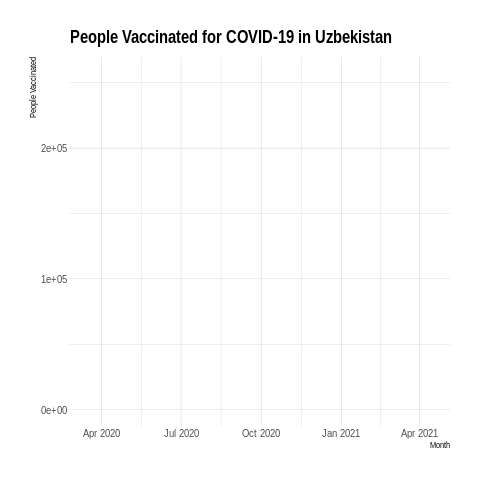 People Vaccinated for COVID-19 in Uzbekistan
People Vaccinated
2e+05
1e+05
0e+00
Apr 2020 Jul 2020 Oct 2020 Jan 2021 Apr 2021
Month